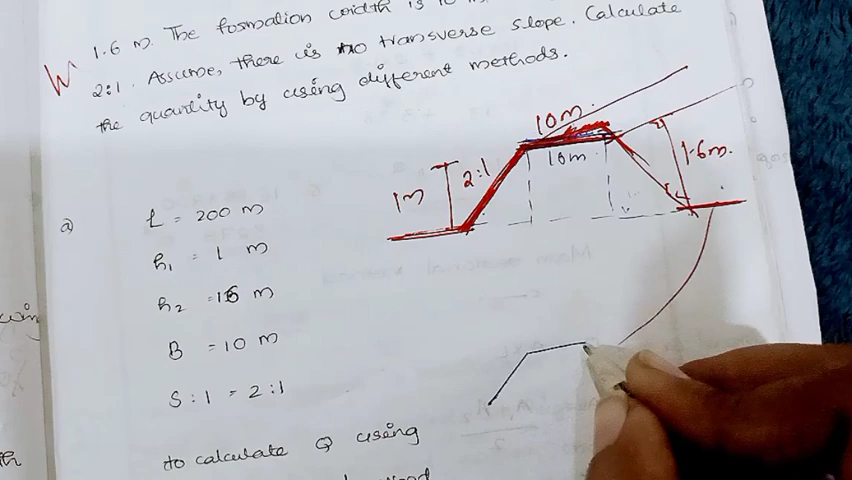 1.6 m. The formation width is 10 m.
2:1. Assume, there is no transverse slope. Calculate
the quantity by using different methods.
10m.
10m
1m
2:1
1.6m.
a)
L = 200 m
h₁ = 1 m
h₂ = 1.6 m
B = 10 m
S:1 = 2:1
to calculate Q using